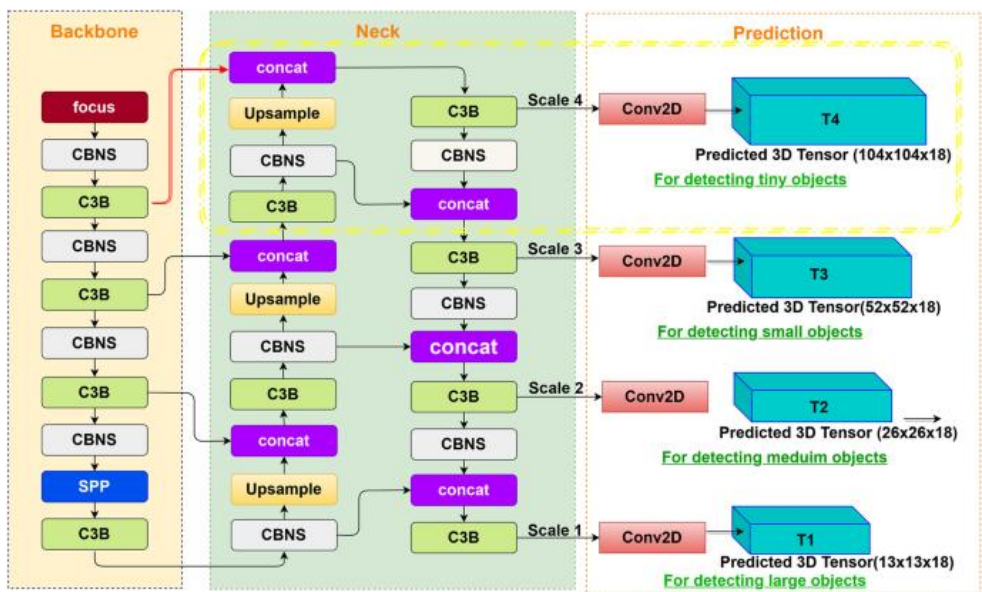 Backbone
focus
CBNS
C3B
CBNS
C3B
CBNS
C3B
CBNS
SPP
C3B
Neck
concat
Upsample
CBNS
C3B
concat
Upsample
CBNS
C3B
concat
Upsample
CBNS
C3B
CBNS
concat
C3B
CBNS
concat
C3B
CBNS
concat
C3B
Prediction
Scale 4
Conv2D
T4
Predicted 3D Tensor (104x104x18)
For detecting tiny objects
Scale 3
Conv2D
T3
Predicted 3D Tensor(52x52x18)
For detecting small objects
Scale 2
Conv2D
T2
Predicted 3D Tensor (26x26x18)
For detecting meduim objects
Scale 1
Conv2D
T1
Predicted 3D Tensor(13x13x18)
For detecting large objects